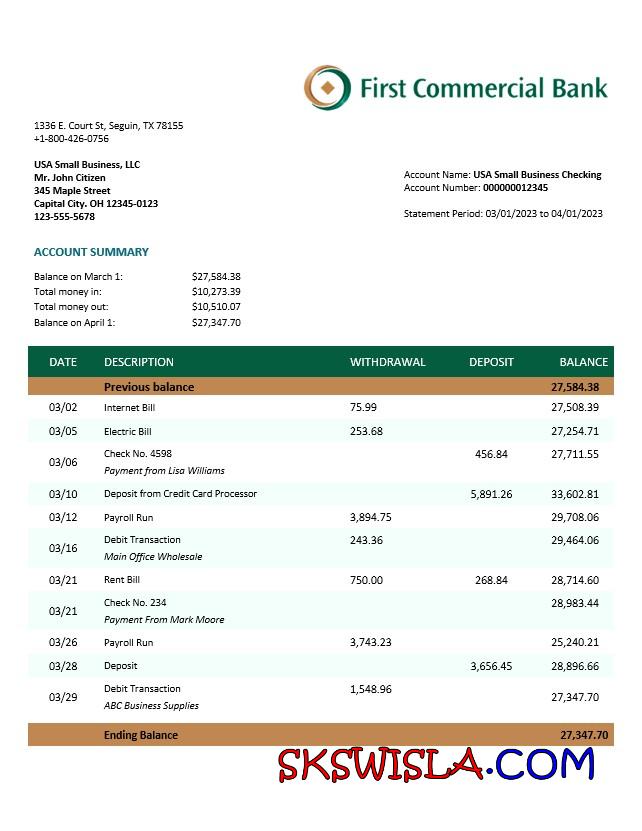 First Commercial Bank
1336 E. Court St, Seguin, TX 78155
+1-800-426-0756
USA Small Business, LLC
Mr. John Citizen
345 Maple Street
Capital City. OH 12345-0123
123-555-5678
Account Name: USA Small Business Checking
Account Number: 000000012345
Statement Period: 03/01/2023 to 04/01/2023
ACCOUNT SUMMARY
Balance on March 1: $27,584.38
Total money in: $10,273.39
Total money out: $10,510.07
Balance on April 1: $27,347.70
DATE DESCRIPTION WITHDRAWAL DEPOSIT BALANCE
Previous balance 27,584.38
03/02 Internet Bill 75.99 27,508.39
03/05 Electric Bill 253.68 27,254.71
03/06 Check No. 4598 456.84 27,711.55
Payment from Lisa Williams
03/10 Deposit from Credit Card Processor 5,891.26 33,602.81
03/12 Payroll Run 3,894.75 29,708.06
03/16 Debit Transaction 243.36 29,464.06
Main Office Wholesale
03/21 Rent Bill 750.00 268.84 28,714.60
03/21 Check No. 234 28,983.44
Payment From Mark Moore
03/26 Payroll Run 3,743.23 25,240.21
03/28 Deposit 3,656.45 28,896.66
03/29 Debit Transaction 1,548.96 27,347.70
ABC Business Supplies
Ending Balance 27,347.70
SKSWISLA.COM